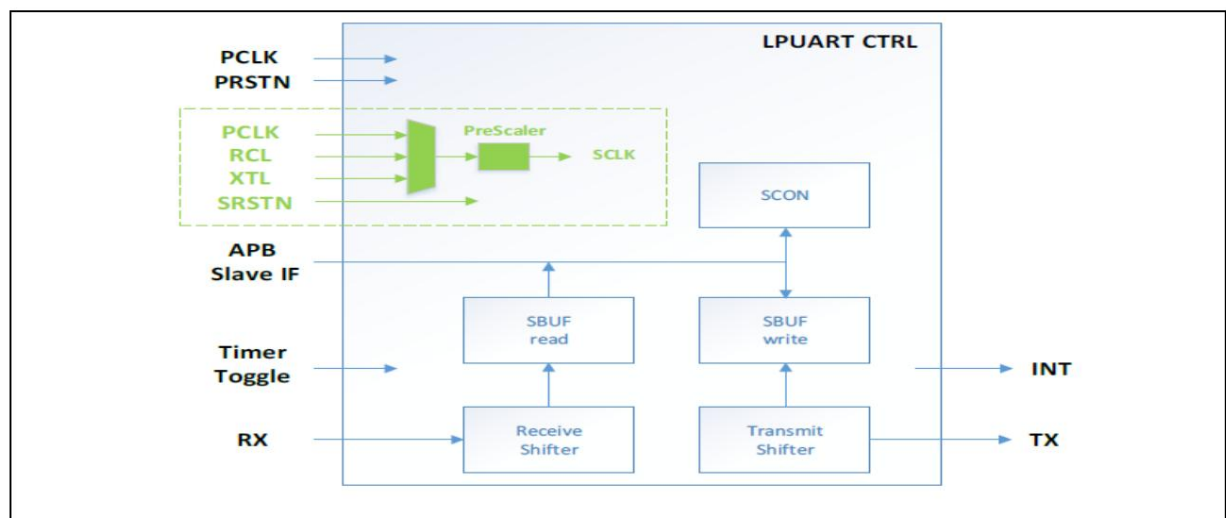 LPUART CTRL
PCLK
PRSTN
PCLK
RCL
XTL
SRSTN
PreScaler
SCLK
SCON
APB
Slave IF
SBUF
read
SBUF
write
Timer
Toggle
INT
RX
Receive
Shifter
Transmit
Shifter
TX